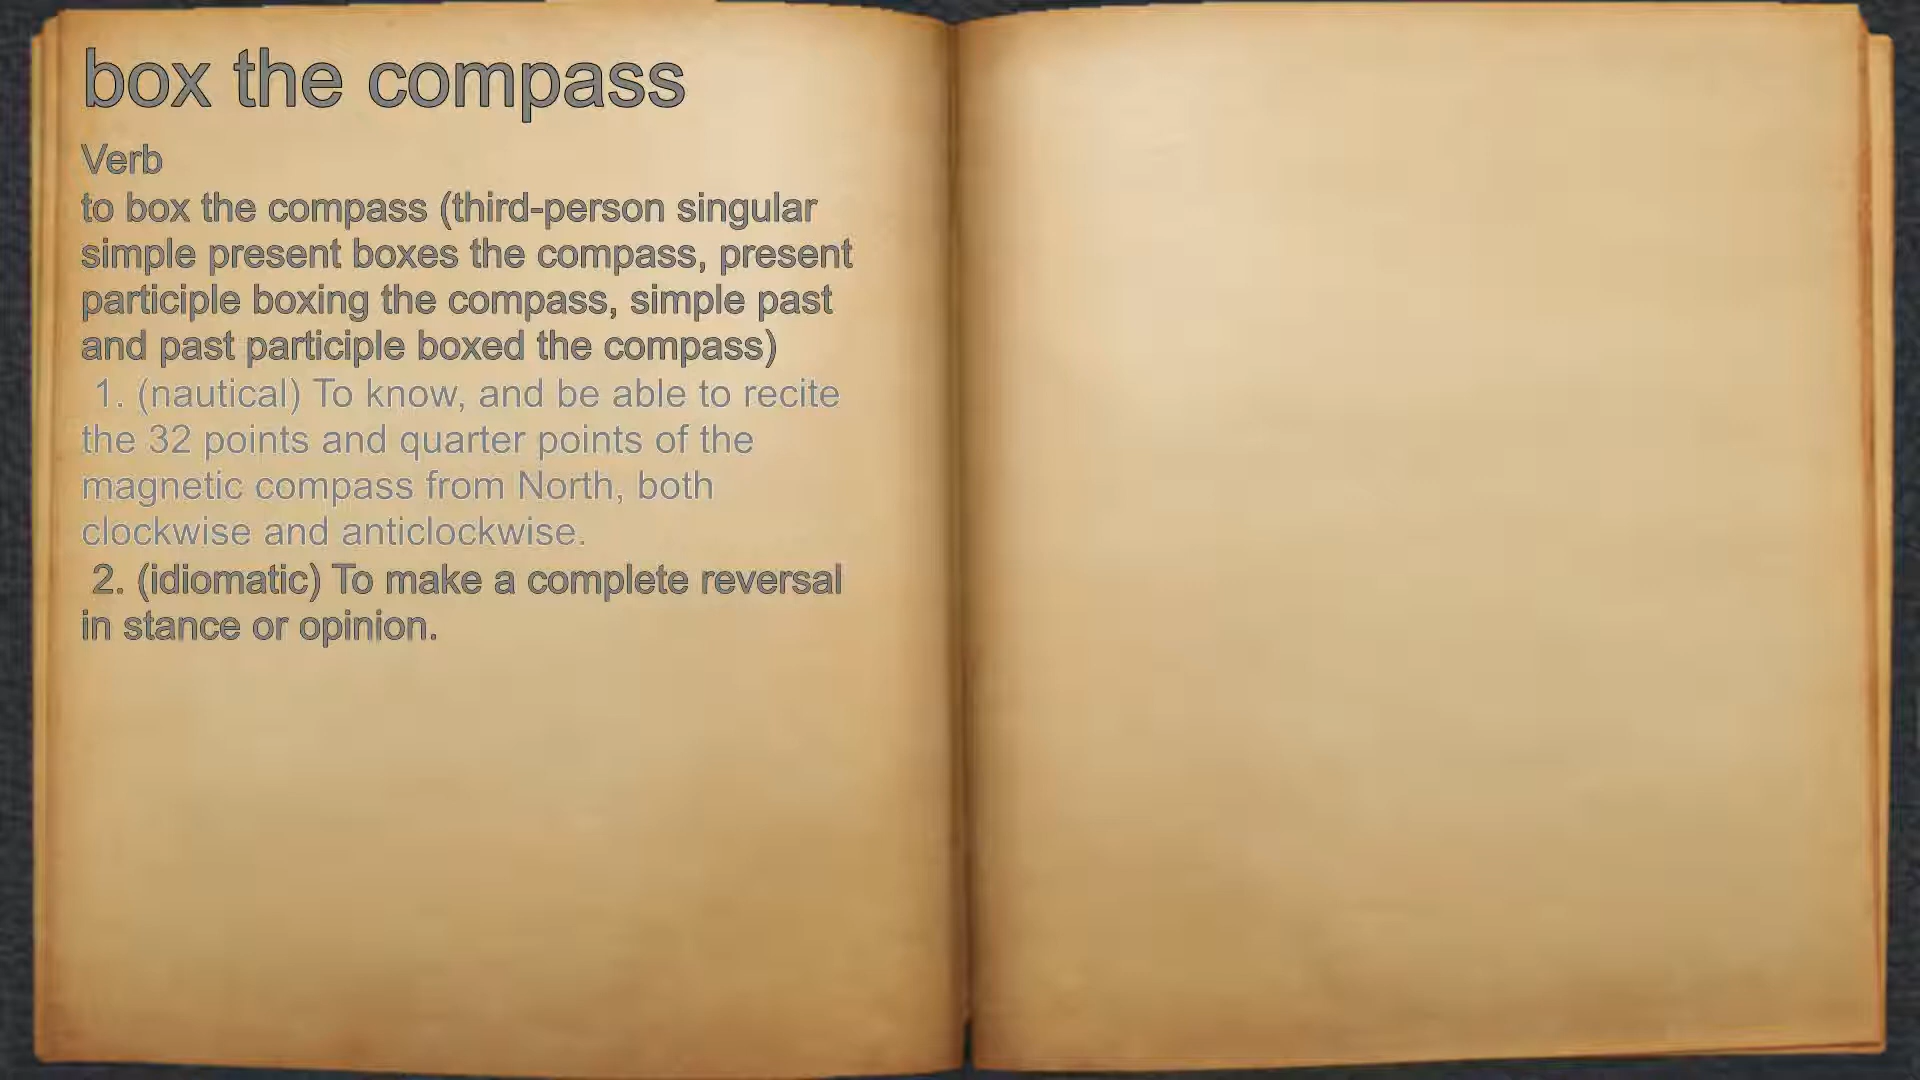 box the compass
Verb
to box the compass (third-person singular
simple present boxes the compass, present
participle boxing the compass, simple past
and past participle boxed the compass)
1. (nautical) To know, and be able to recite
the 32 points and quarter points of the
magnetic compass from North, both
clockwise and anticlockwise.
2. (idiomatic) To make a complete reversal
in stance or opinion.